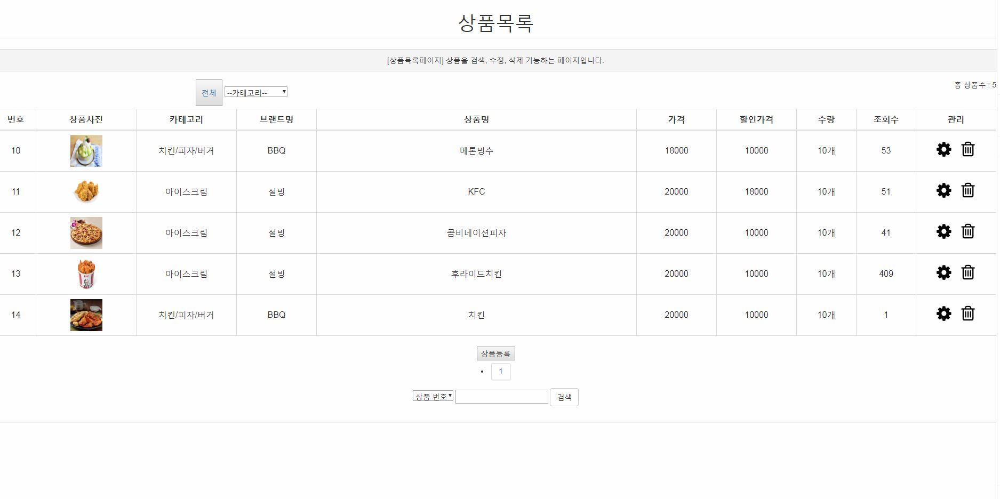 상품목록
[상품목록페이지] 상품을 검색, 수정, 삭제 기능하는 페이지입니다.
전체 --카테고리-- 총 상품수 : 5
번호 상품사진 카테고리 브랜드명 상품명 가격 할인가격 수량 조회수 관리
10 치킨/피자/버거 BBQ 메론빙수 18000 10000 10개 53
11 아이스크림 설빙 KFC 20000 18000 10개 51
12 아이스크림 설빙 콤비네이션피자 20000 10000 10개 41
13 아이스크림 설빙 후라이드치킨 20000 10000 10개 409
14 치킨/피자/버거 BBQ 치킨 20000 10000 10개 1
상품등록
• 1
상품 번호 검색